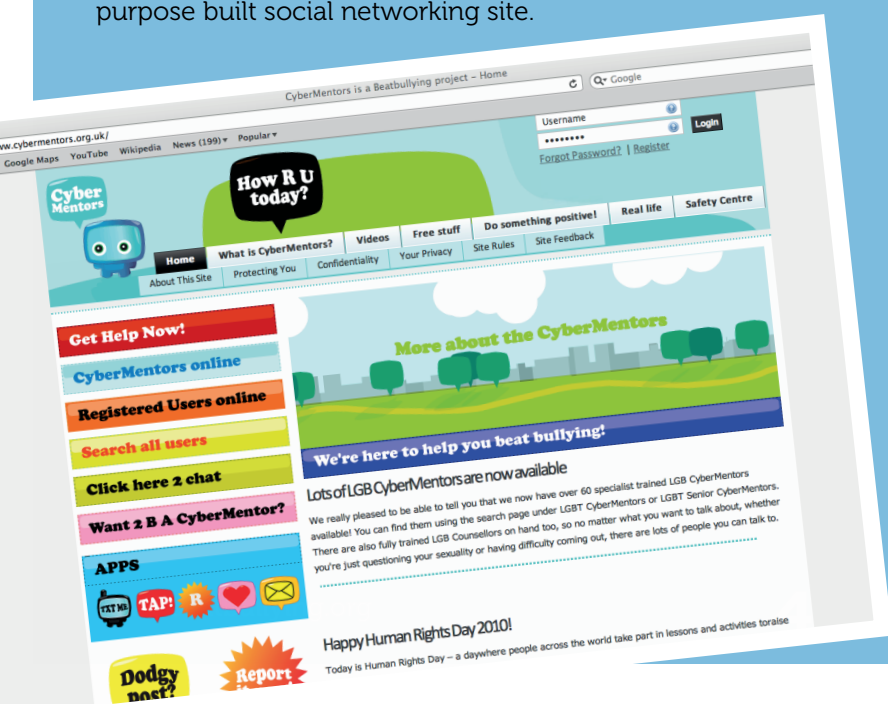 purpose built social networking site.
CyberMentors is a Beatbullying project – Home
ww.cybermentors.org.uk/
Google
Google Maps YouTube Wikipedia News (199) Popular
Username
••••••••
Login
Forgot Password? | Register
Cyber
Mentors
How R U
today?
Home
What is CyberMentors?
Videos
Free stuff
Do something positive!
Real life
Safety Centre
About This Site
Protecting You
Confidentiality
Your Privacy
Site Rules
Site Feedback
Get Help Now!
CyberMentors online
Registered Users online
Search all users
Click here 2 chat
Want 2 B A CyberMentor?
APPS
TXT ME
TAP!
R
Dodgy
post?
Report
More about the CyberMentors
We're here to help you beat bullying!
Lots of LGB CyberMentors are now available
We really pleased to be able to tell you that we now have over 60 specialist trained LGB CyberMentors
available! You can find them using the search page under LGBT CyberMentors or LGBT Senior CyberMentors.
There are also fully trained LGB Counsellors on hand too, so no matter what you want to talk about, whether
you're just questioning your sexuality or having difficulty coming out, there are lots of people you can talk to.
Happy Human Rights Day 2010!
Today is Human Rights Day – a daywhere people across the world take part in lessons and activities toraise